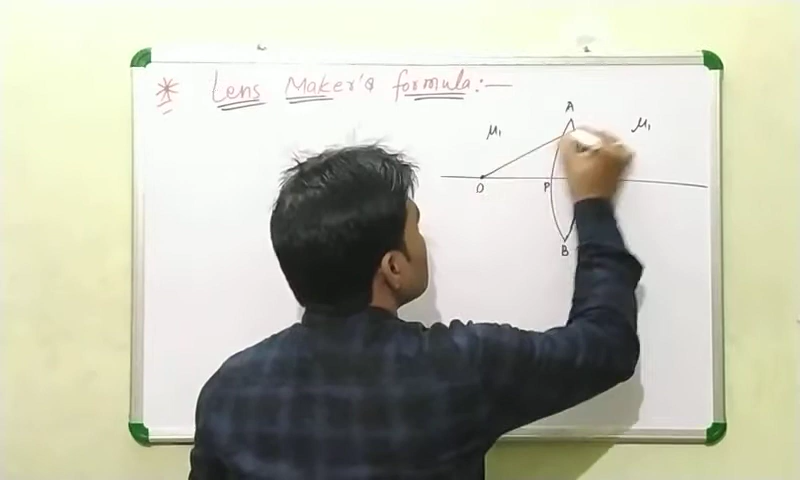 * Lens Maker's formula:-
A
μ₁ μ₁
O P
B